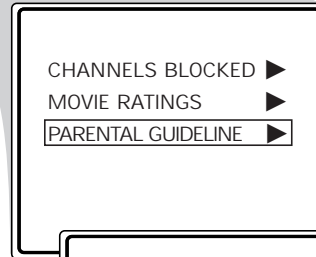 CHANNELS BLOCKED ▶
MOVIE RATINGS ▶
PARENTAL GUIDELINE ▶